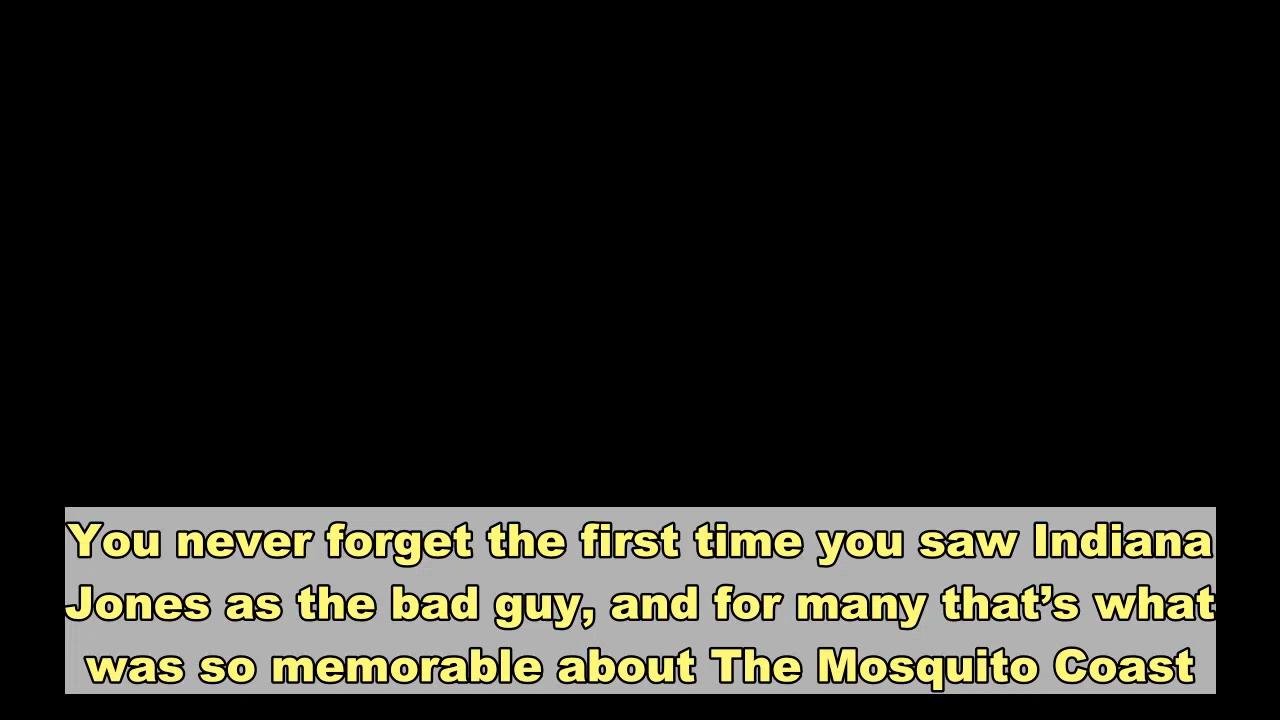 You never forget the first time you saw Indiana
Jones as the bad guy, and for many that’s what
was so memorable about The Mosquito Coast